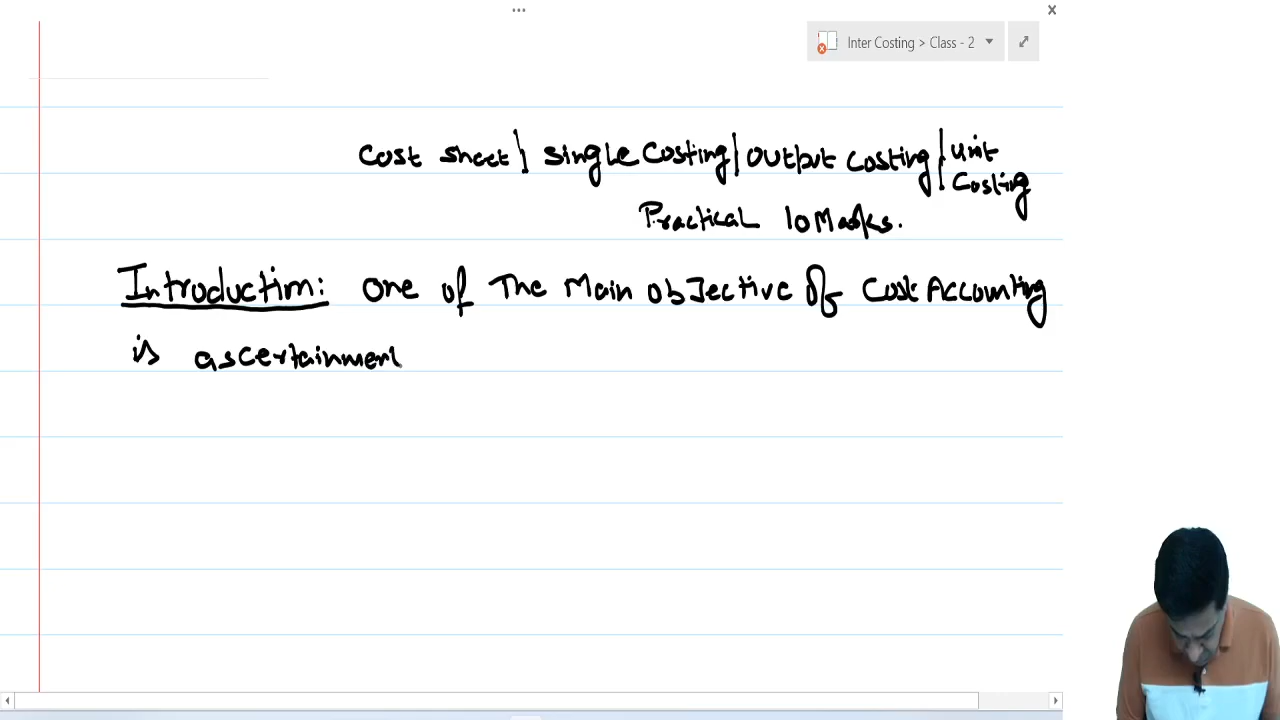 Inter Costing > Class - 2
Cost sheet | single Costing | output costing | unit Costing
Practical 10 Marks.
Introduction: one of The Main objective of Cost Accounting
is ascertainment